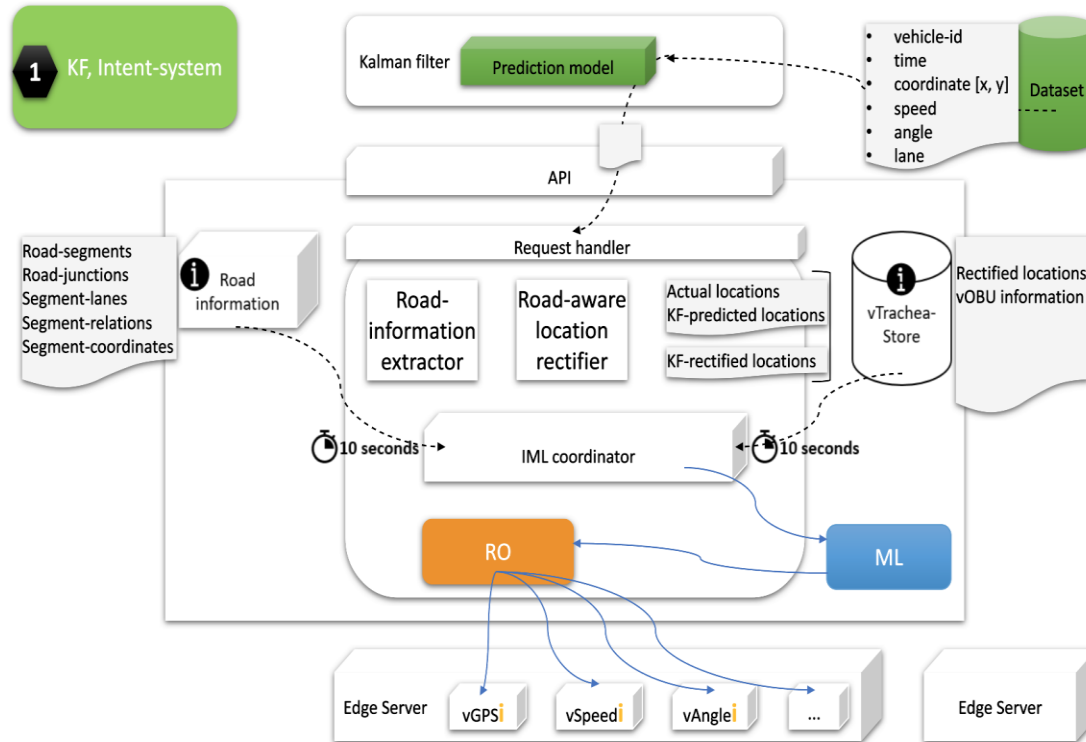 1
KF, Intent-system
Kalman filter
Prediction model
• vehicle-id
• time
• coordinate [x, y]
• speed
• angle
• lane
Dataset
API
Request handler
Road-segments
Road-junctions
Segment-lanes
Segment-relations
Segment-coordinates
i
Road
information
Road-
information
extractor
Road-aware
location
rectifier
Actual locations
KF-predicted locations
KF-rectified locations
i
vTrachea-
Store
Rectified locations
vOBU information
10 seconds
IML coordinator
10 seconds
RO
ML
Edge Server
vGPSi
vSpeedi
vAnglei
...
Edge Server